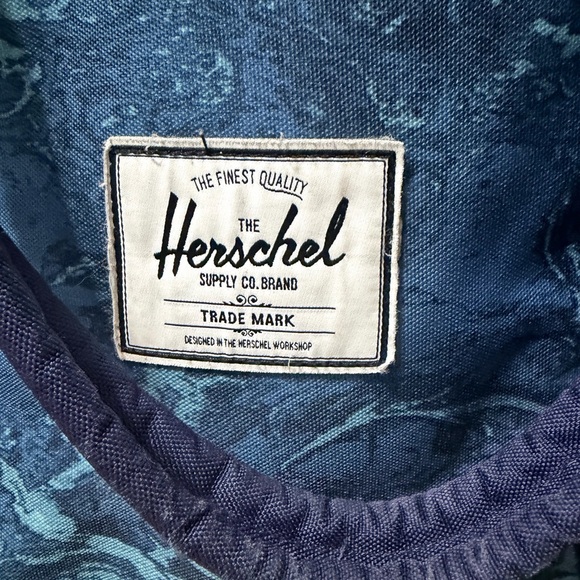 THE FINEST QUALITY
THE
Herschel
SUPPLY CO. BRAND
TRADE MARK
DESIGNED IN THE HERSCHEL WORKSHOP